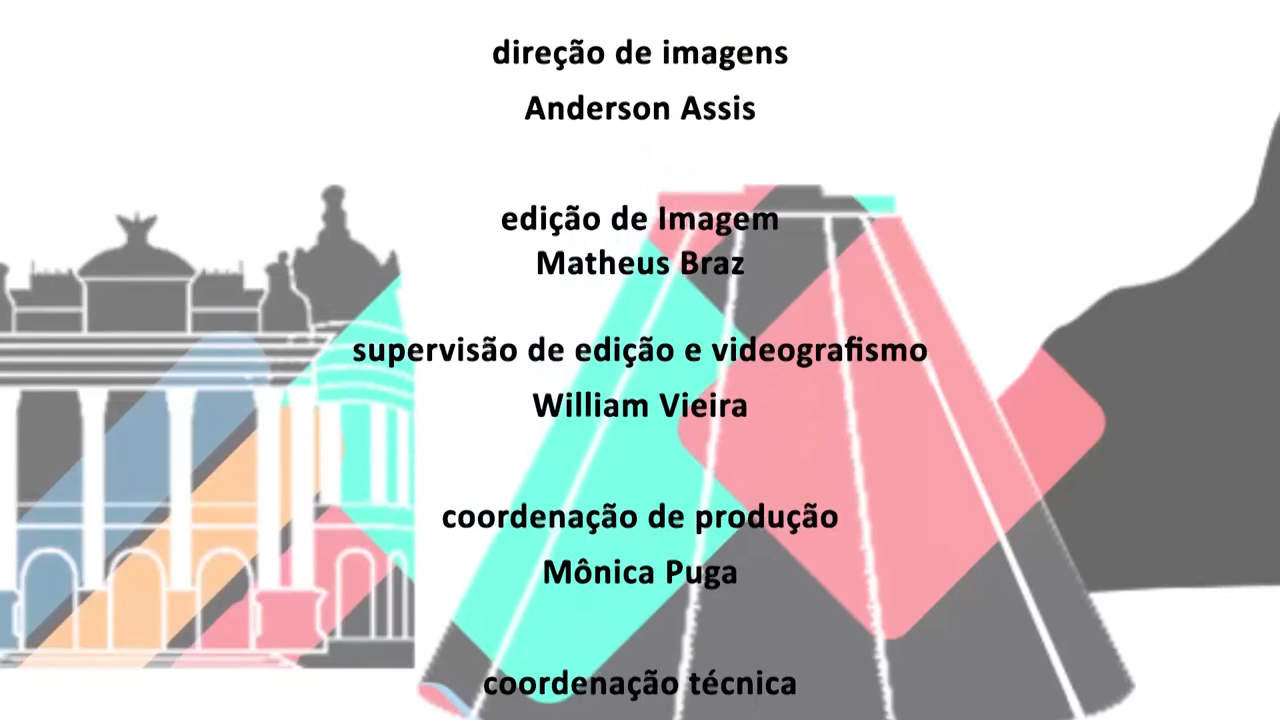 direção de imagens
Anderson Assis
edição de Imagem
Matheus Braz
supervisão de edição e videografismo
William Vieira
coordenação de produção
Mônica Puga
coordenação técnica